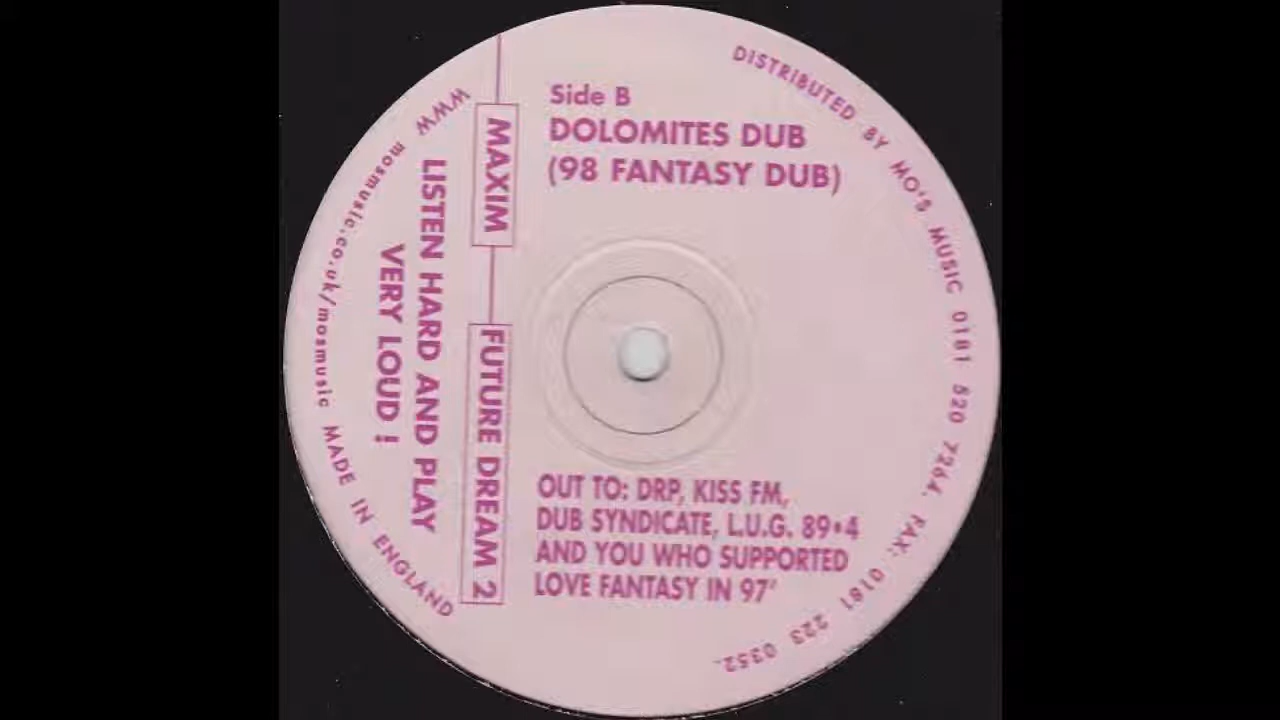 Side B
DOLOMITES DUB
(98 FANTASY DUB)
MAXIM
FUTURE DREAM 2
LISTEN HARD AND PLAY
VERY LOUD !
OUT TO: DRP, KISS FM,
DUB SYNDICATE, L.U.G. 89•4
AND YOU WHO SUPPORTED
LOVE FANTASY IN 97'
DISTRIBUTED BY MO'S MUSIC 0181 520 7264. FAX: 0181 223 0352.
WWW mosmusic.co.uk/mosmusic MADE IN ENGLAND